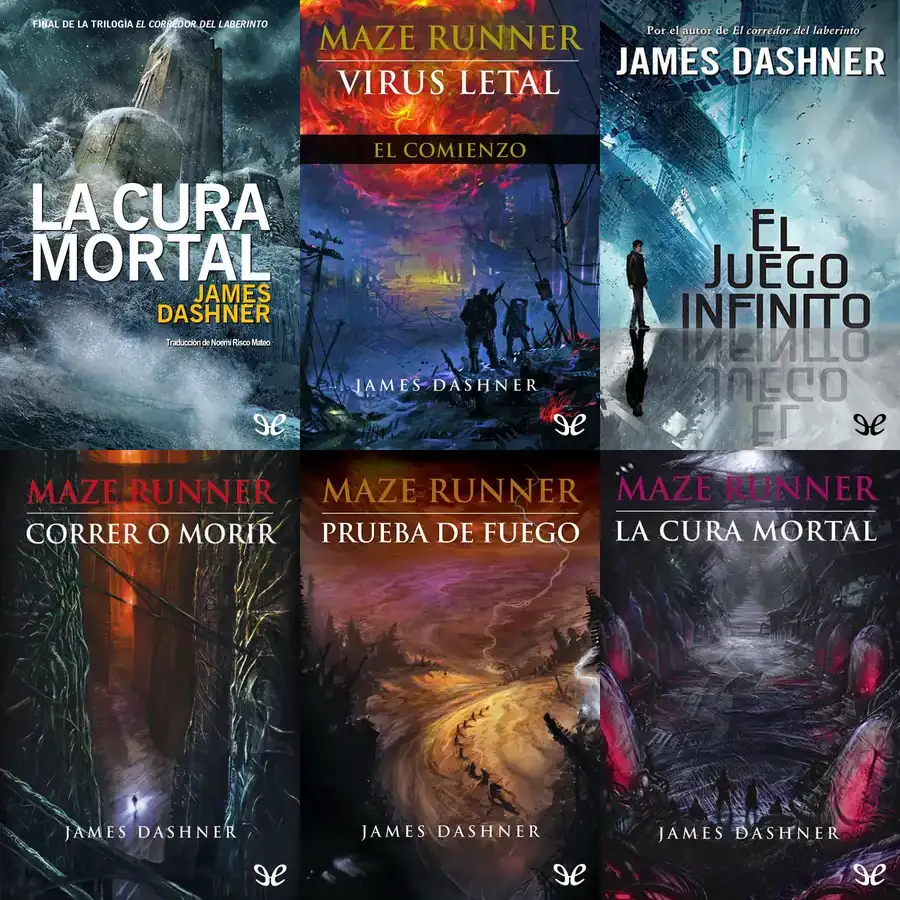 FINAL DE LA TRILOGÍA EL CORREDOR DEL LABERINTO
LA CURA
MORTAL
JAMES
DASHNER
Traducción de Noemí Risco Mateo
MAZE RUNNER
VIRUS LETAL
EL COMIENZO
JAMES DASHNER
Por el autor de El corredor del laberinto
JAMES DASHNER
EL
JUEGO
INFINITO
MAZE RUNNER
CORRER O MORIR
JAMES DASHNER
MAZE RUNNER
PRUEBA DE FUEGO
JAMES DASHNER
MAZE RUNNER
LA CURA MORTAL
JAMES DASHNER